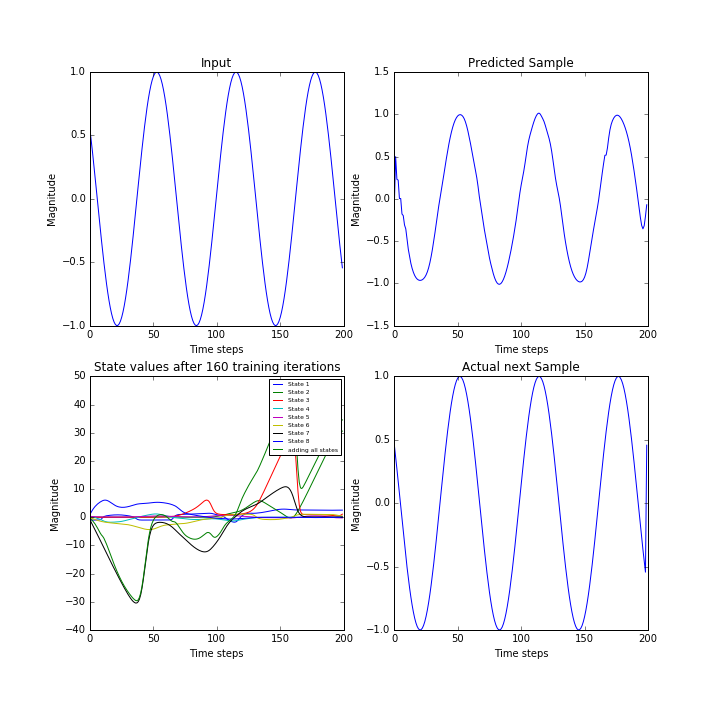 Input
Magnitude
1.0
0.5
0.0
−0.5
−1.0
0 50 100 150 200
Time steps
Predicted Sample
Magnitude
1.5
1.0
0.5
0.0
−0.5
−1.0
−1.5
0 50 100 150 200
Time steps
State values after 160 training iterations
Magnitude
50
40
30
20
10
0
−10
−20
−30
−40
0 50 100 150 200
Time steps
State 1
State 2
State 3
State 4
State 5
State 6
State 7
State 8
adding all states
Actual next Sample
Magnitude
1.0
0.5
0.0
−0.5
−1.0
0 50 100 150 200
Time steps